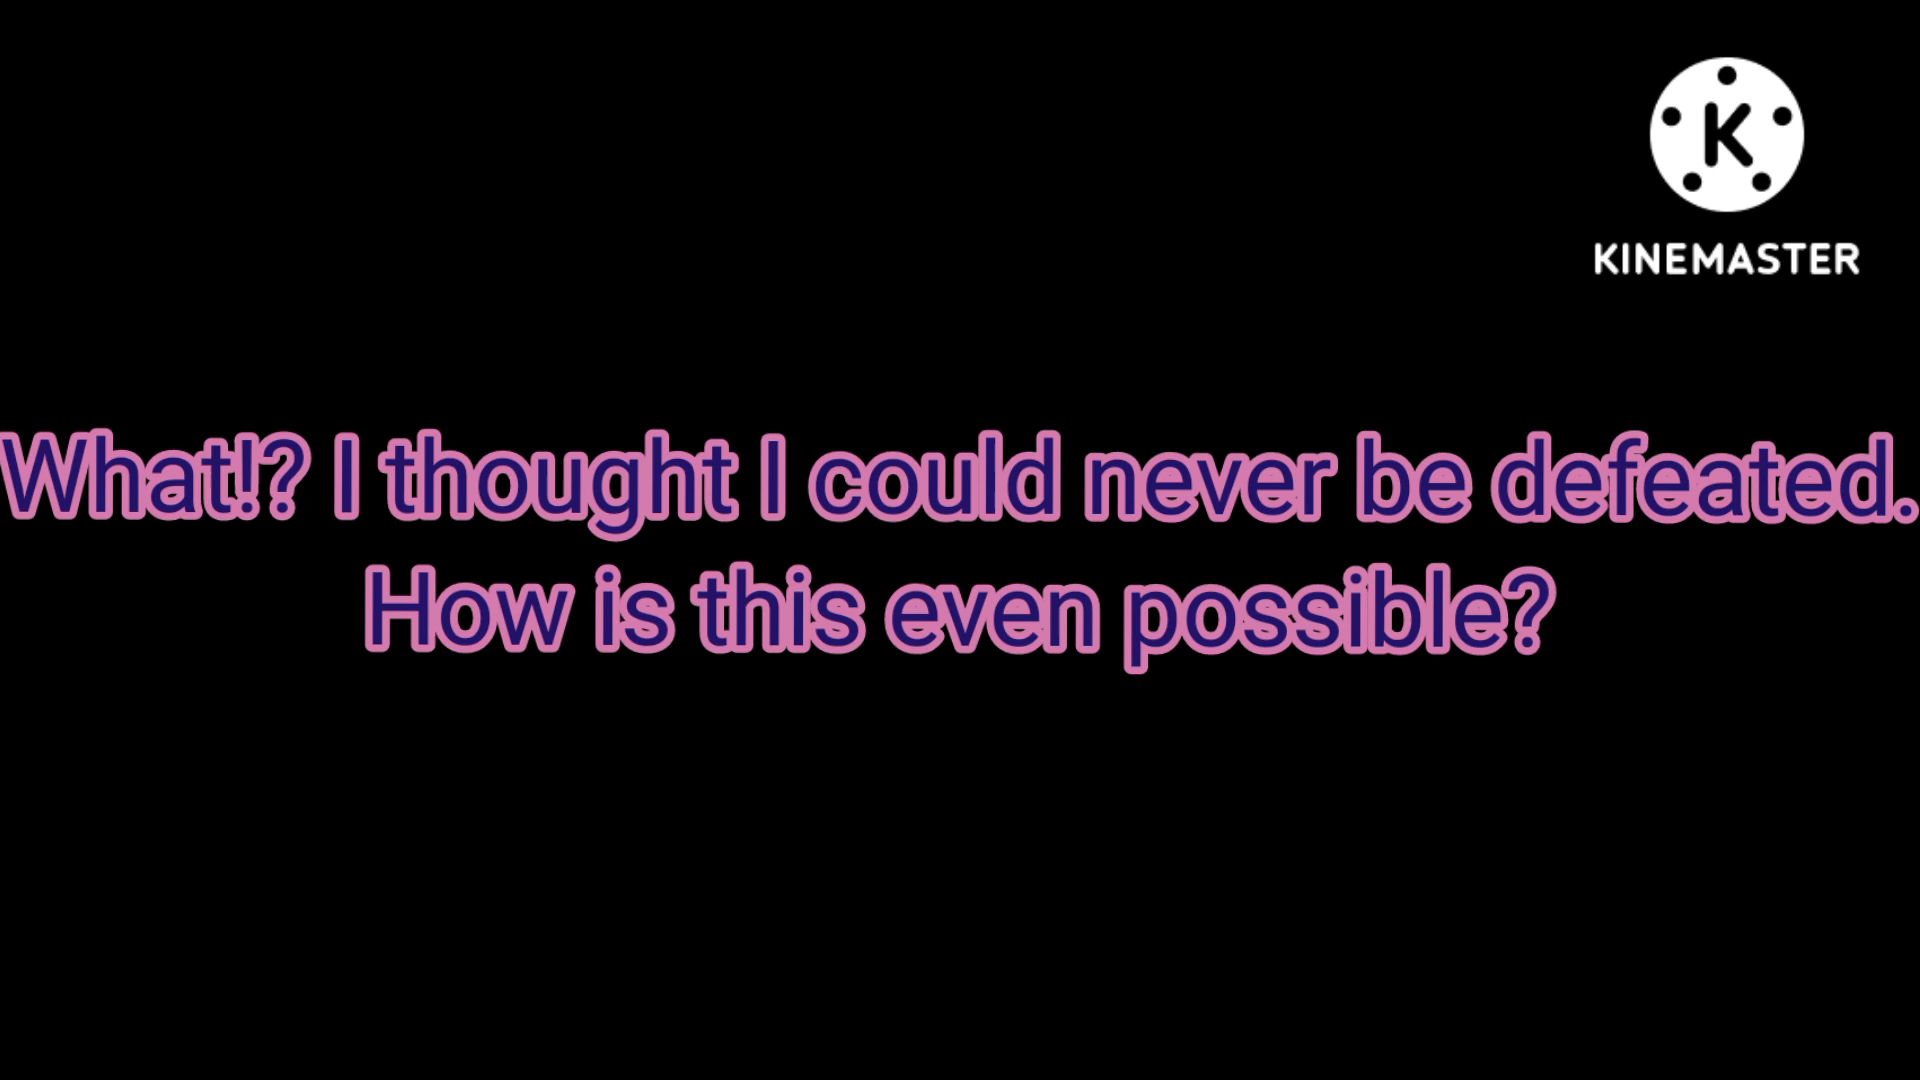 K
KINEMASTER
What!? I thought I could never be defeated.
How is this even possible?